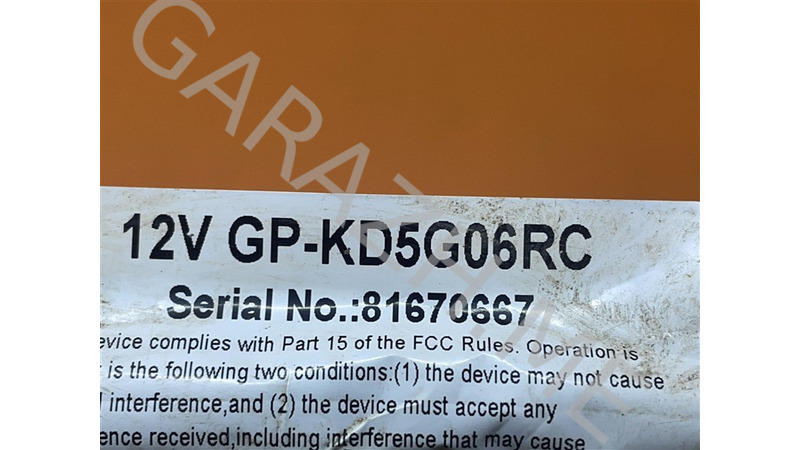 GARAZHME
12V GP-KD5G06RC
Serial No.:81670667
evice complies with Part 15 of the FCC Rules. Operation is
is the following two conditions:(1) the device may not cause
l interference,and (2) the device must accept any
ence received,including interference that may cause